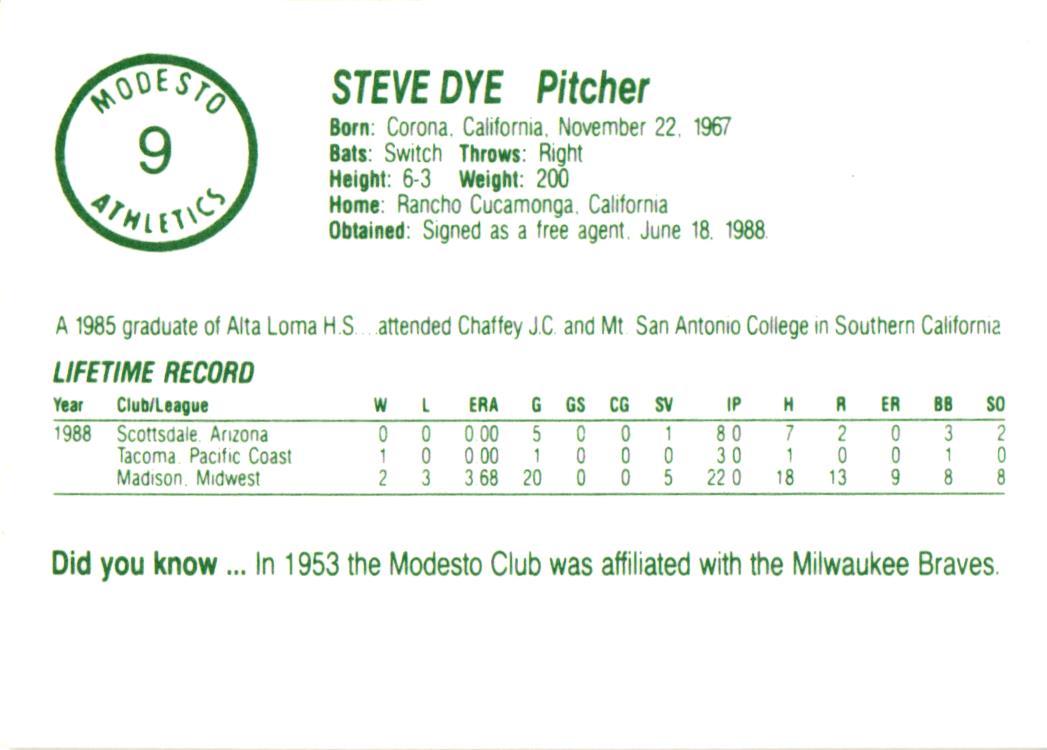 MODESTO
9
ATHLETICS
STEVE DYE Pitcher
Born: Corona, California, November 22, 1967
Bats: Switch Throws: Right
Height: 6-3 Weight: 200
Home: Rancho Cucamonga, California
Obtained: Signed as a free agent, June 18, 1988.
A 1985 graduate of Alta Loma H.S....attended Chaffey J.C. and Mt. San Antonio College in Southern California
LIFETIME RECORD
Year Club/League W L ERA G GS CG SV IP H R ER BB SO
1988 Scottsdale, Arizona 0 0 0.00 5 0 0 1 8.0 7 2 0 3 2
Tacoma, Pacific Coast 1 0 0.00 1 0 0 0 3.0 1 0 0 1 0
Madison, Midwest 2 3 3.68 20 0 0 5 22.0 18 13 9 8 8
Did you know ... In 1953 the Modesto Club was affiliated with the Milwaukee Braves.